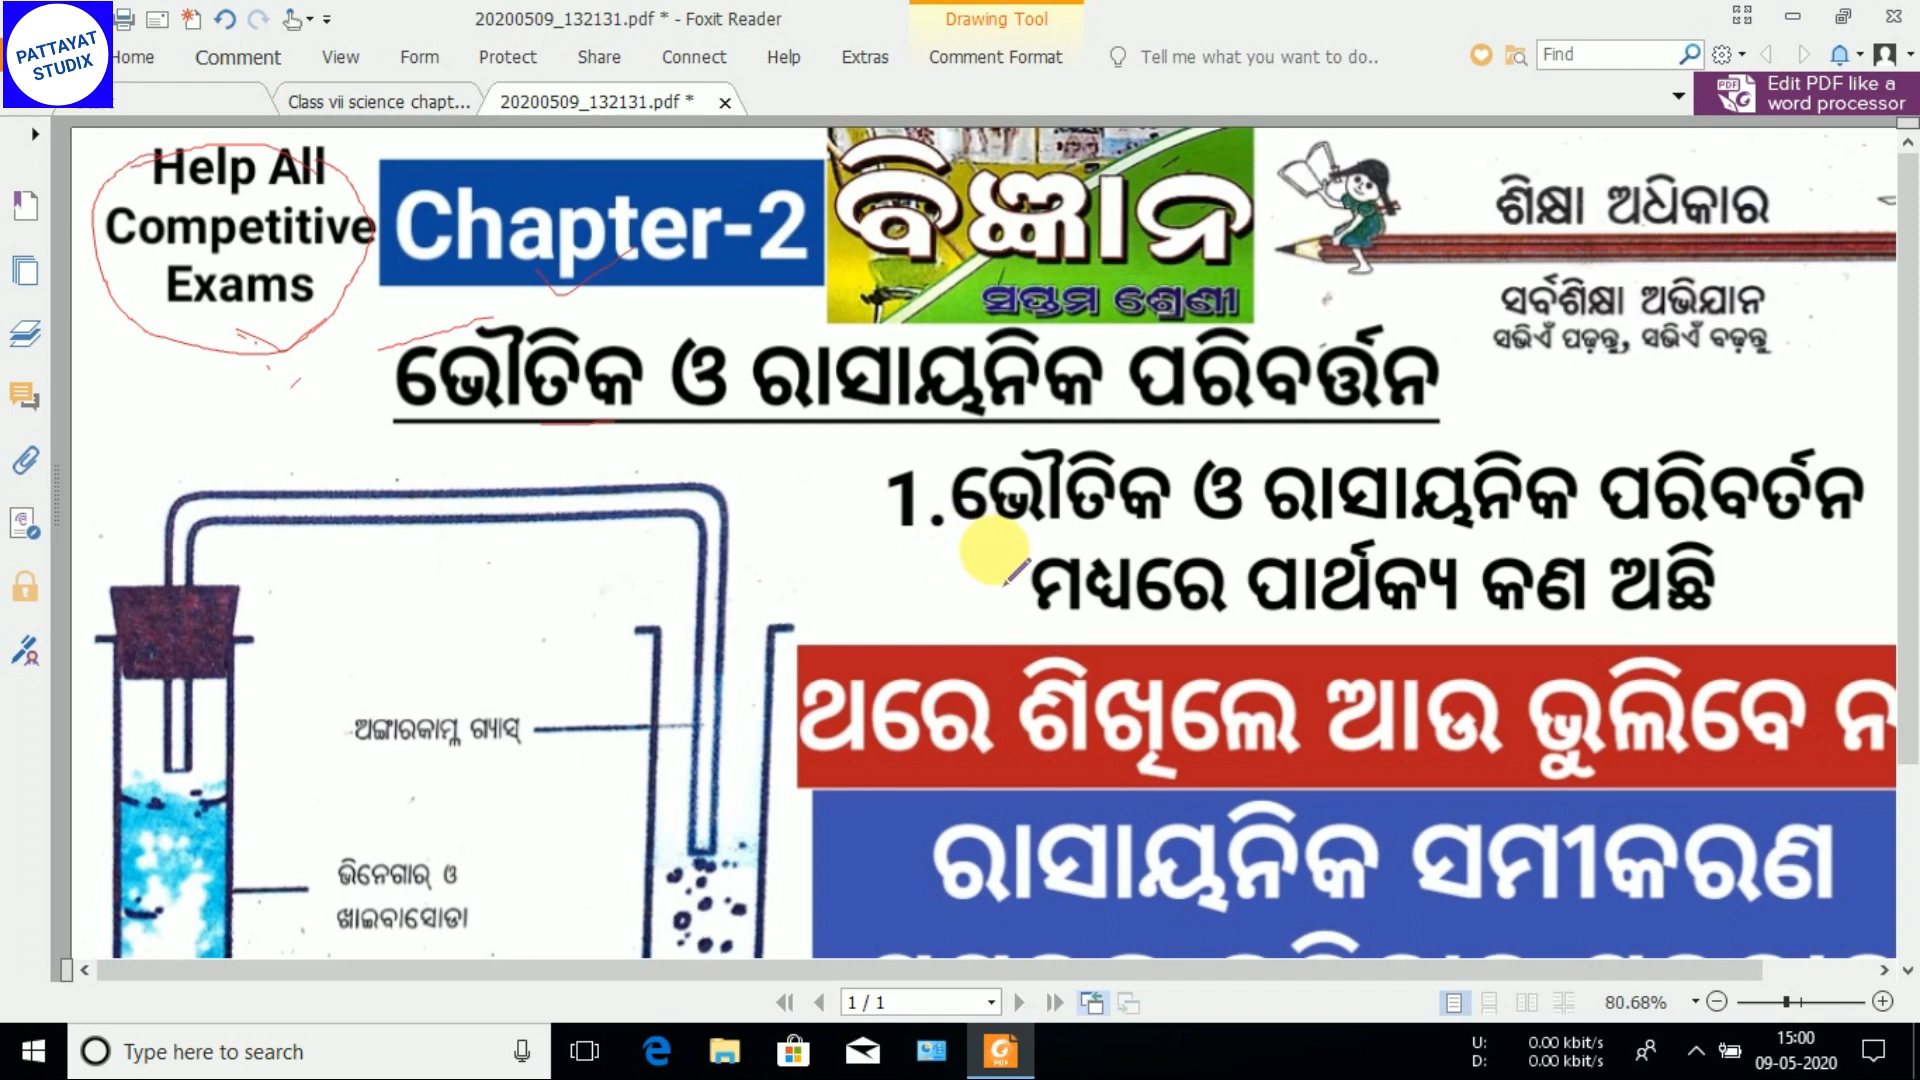 20200509_132131.pdf * - Foxit Reader
Drawing Tool
PATTAYAT
STUDIX
Home Comment View Form Protect Share Connect Help Extras Comment Format Tell me what you want to do.. Find
Class vii science chapt... 20200509_132131.pdf *
Edit PDF like a
word processor
Help All
Competitive
Exams
Chapter-2
ବିଜ୍ଞାନ
ସପ୍ତମ ଶ୍ରେଣୀ
ଶିକ୍ଷା ଅଧିକାର
ସର୍ବଶିକ୍ଷା ଅଭିଯାନ
ସଭିଏଁ ପଢ଼ନ୍ତୁ, ସଭିଏଁ ବଢ଼ନ୍ତୁ
ଭୌତିକ ଓ ରାସାୟନିକ ପରିବର୍ତ୍ତନ
1.ଭୌତିକ ଓ ରାସାୟନିକ ପରିବର୍ତନ
ମଧ୍ୟରେ ପାର୍ଥକ୍ୟ କଣ ଅଛି
ଥରେ ଶିଖିଲେ ଆଉ ଭୁଲିବେ ନ
ରାସାୟନିକ ସମୀକରଣ
ଅଙ୍ଗାରକାମ୍ଳ ଗ୍ୟାସ୍
ଭିନେଗାର୍ ଓ
ଖାଇବାସୋଡା
1 / 1
80.68%
Type here to search
U: 0.00 kbit/s
D: 0.00 kbit/s
15:00
09-05-2020